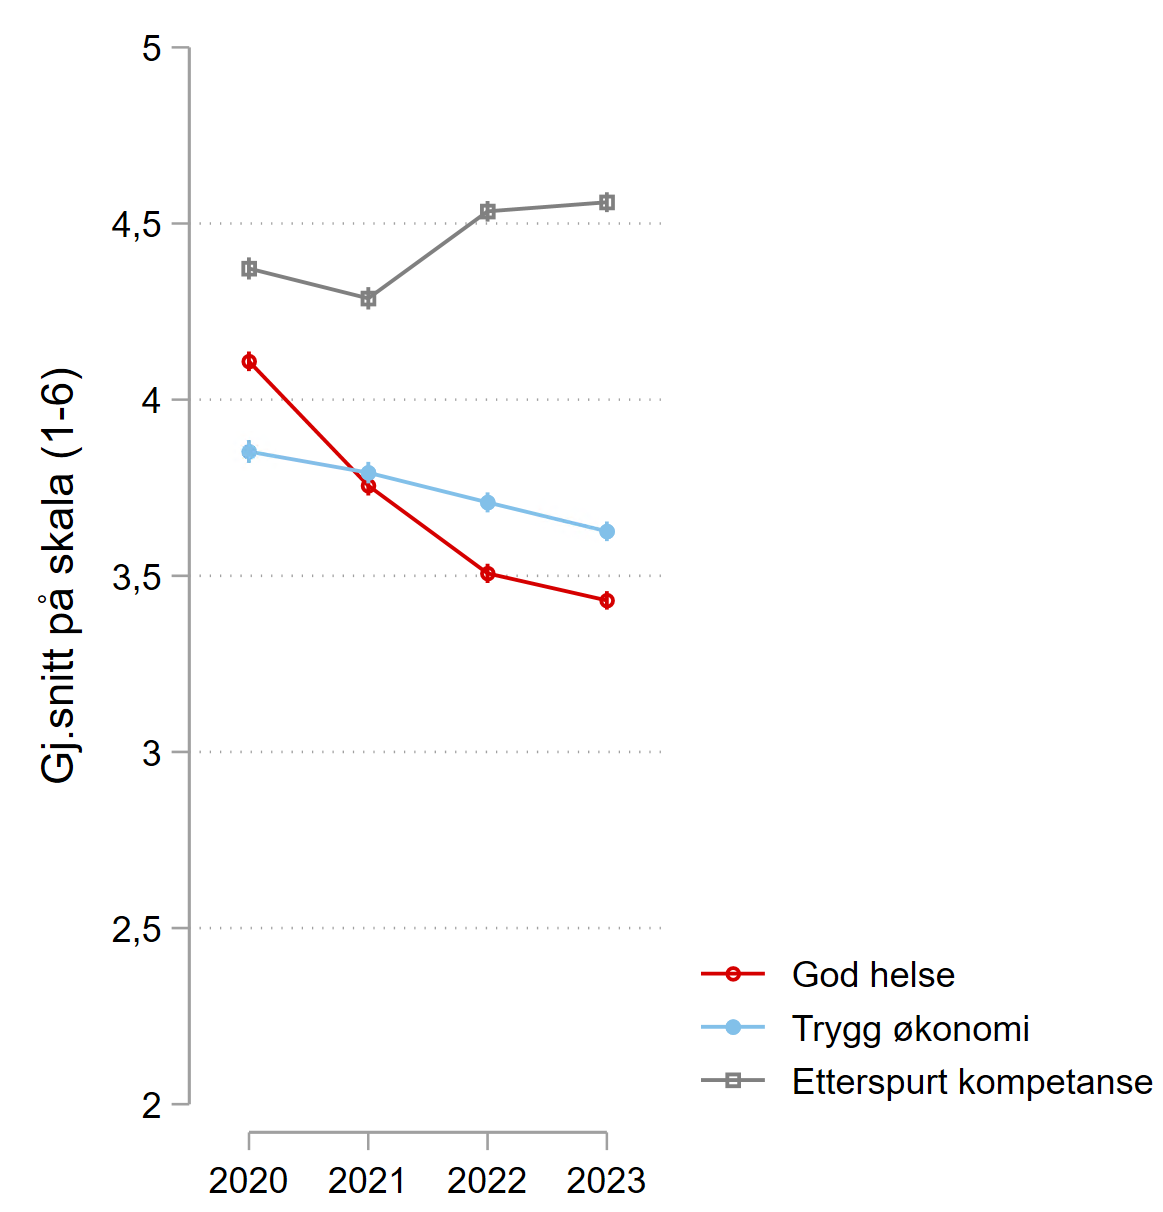 Gj.snitt på skala (1-6)
5
4,5
4
3,5
3
2,5
2
2020 2021 2022 2023
God helse
Trygg økonomi
Etterspurt kompetanse